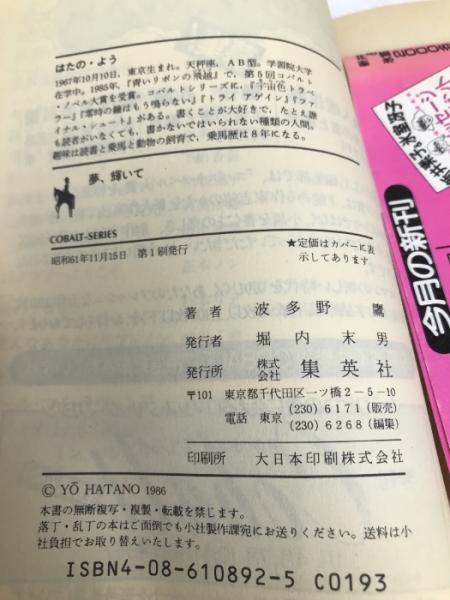 はたの・よう
1967年10月10日、東京生まれ。天秤座、AB型。学習院大学
在学中。1985年、『青いリボンの飛越』で、第5回コバルト
・ノベル大賞を受賞。コバルトシリーズに、『宇宙色トラベ
ラー』『零時の鐘はもう鳴らない』『トライ アゲイン』『ファ
イナル・シュート』がある。書くことが大好きで、たとえ誰
も読者がいなくても、書かないではいられない種類の人間。
趣味は読書と乗馬と動物の飼育で、乗馬歴は8年になる。
夢、輝いて
COBALT-SERIES
昭和61年11月15日 第1刷発行
★定価はカバーに表
示してあります。
著者 波多野 鷹
発行者 堀内末男
発行所 株式会社 集英社
〒101 東京都千代田区一ツ橋2-5-10
電話 東京 (230) 6171 (販売)
(230) 6268 (編集)
印刷所 大日本印刷株式会社
© YŌ HATANO 1986
本書の無断複写・複製・転載を禁じます。
落丁・乱丁の本はご面倒でも小社製作課宛にお送りください。送料は小
社負担でお取り替えいたします。
ISBN4-08-610892-5 C0193
今月の新刊